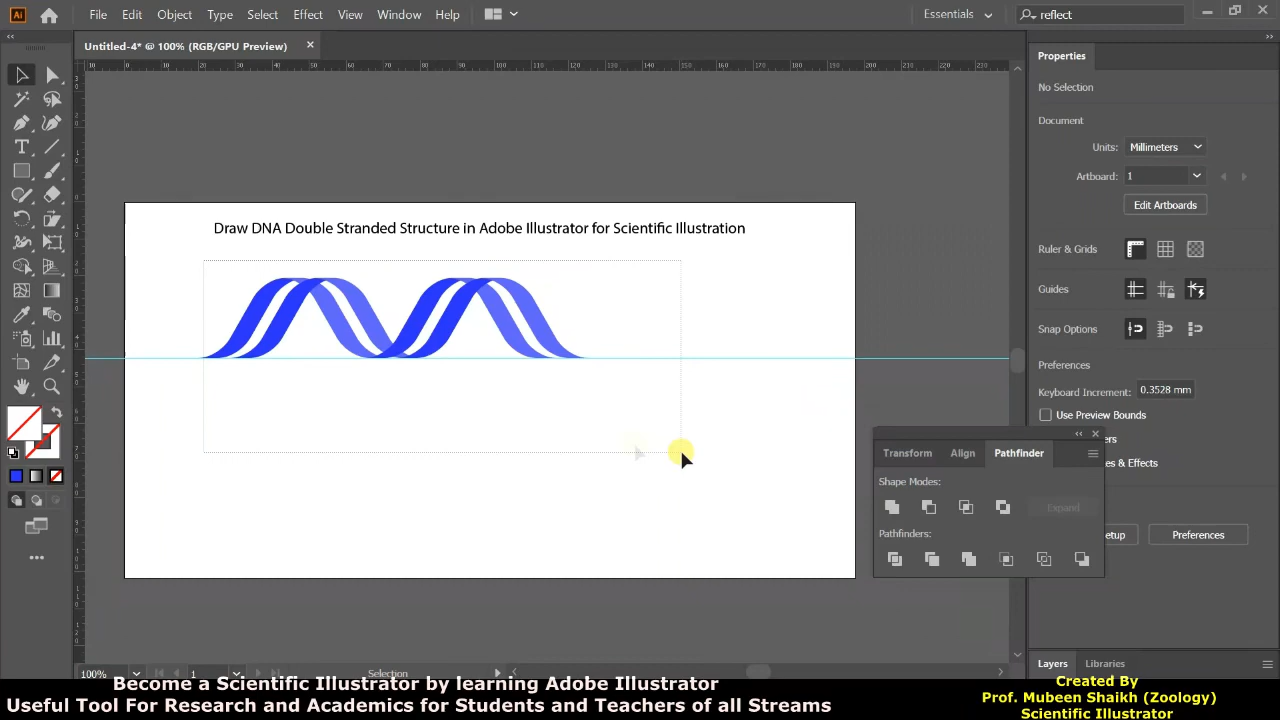 Ai
File Edit Object Type Select Effect View Window Help
Essentials
reflect
Untitled-4* @ 100% (RGB/GPU Preview)
Properties
No Selection
Document
Units: Millimeters
Artboard: 1
Edit Artboards
Ruler & Grids
Guides
Snap Options
Preferences
Keyboard Increment: 0.3528 mm
Use Preview Bounds
Draw DNA Double Stranded Structure in Adobe Illustrator for Scientific Illustration
Transform Align Pathfinder
Shape Modes:
Expand
Pathfinders:
Preferences
Layers Libraries
100% 1 Selection
Become a Scientific Illustrator by learning Adobe Illustrator
Useful Tool For Research and Academics for Students and Teachers of all Streams
Created By
Prof. Mubeen Shaikh (Zoology)
Scientific Illustrator